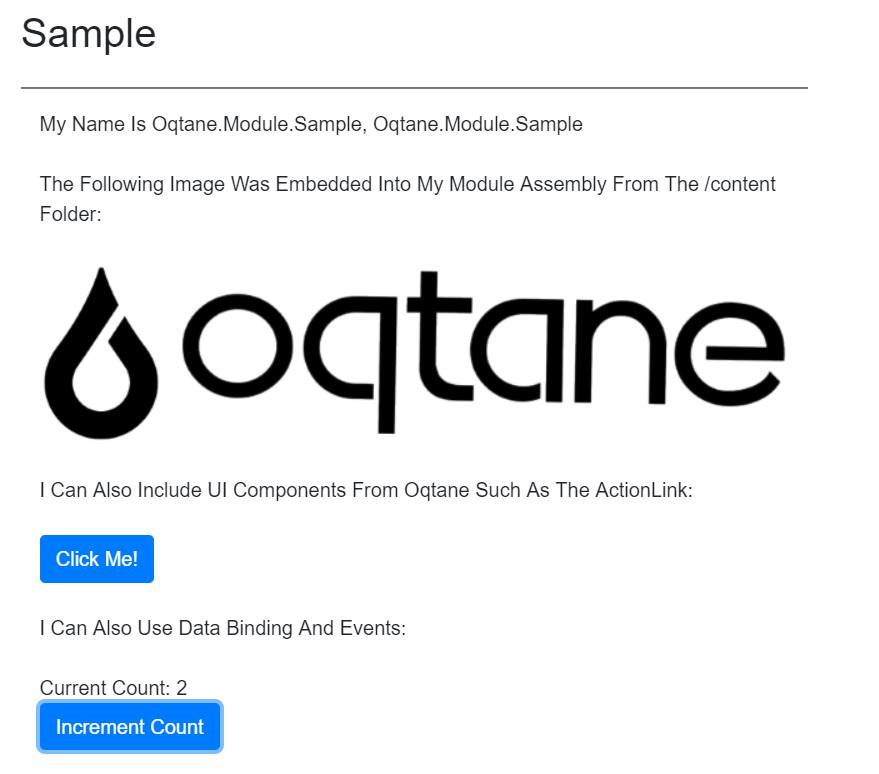 Sample
My Name Is Oqtane.Module.Sample, Oqtane.Module.Sample
The Following Image Was Embedded Into My Module Assembly From The /content
Folder:
oqtane
I Can Also Include UI Components From Oqtane Such As The ActionLink:
Click Me!
I Can Also Use Data Binding And Events:
Current Count: 2
Increment Count